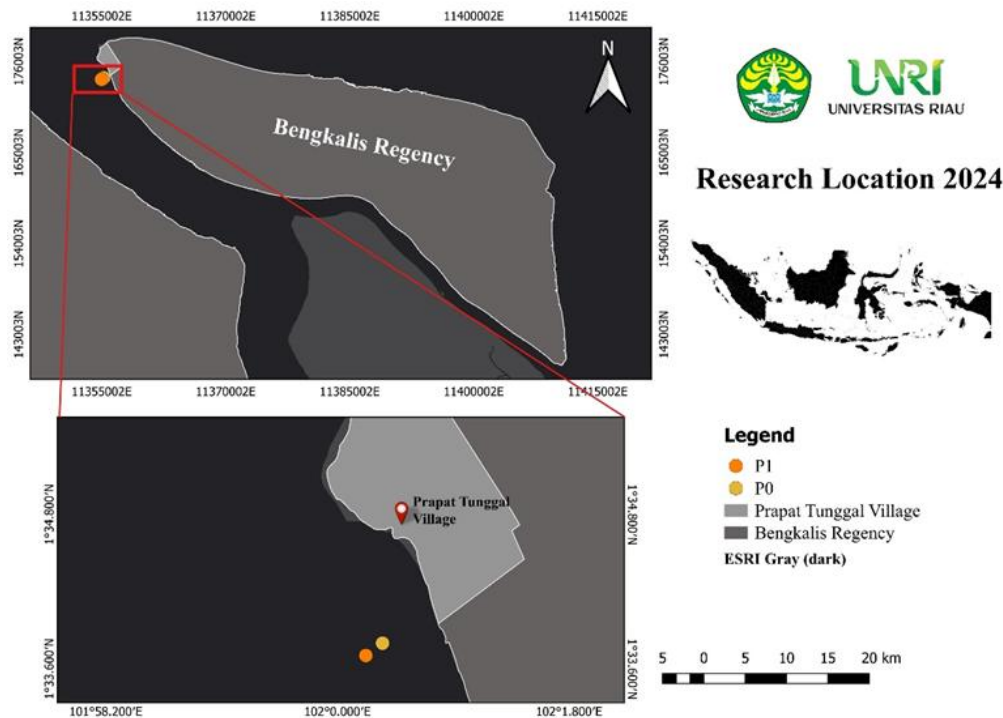 11355002E 11370002E 11385002E 11400002E 11415002E
176003N
165003N
154003N
143003N
176003N
165003N
154003N
143003N
N
Bengkalis Regency
11355002E 11370002E 11385002E 11400002E 11415002E
UNRI
UNIVERSITAS RIAU
Research Location 2024
1°34.800'N
1°33.600'N
1°34.800'N
1°33.600'N
Prapat Tunggal
Village
101°58.200'E 102°0.000'E 102°1.800'E
Legend
P1
P0
Prapat Tunggal Village
Bengkalis Regency
ESRI Gray (dark)
5 0 5 10 15 20 km